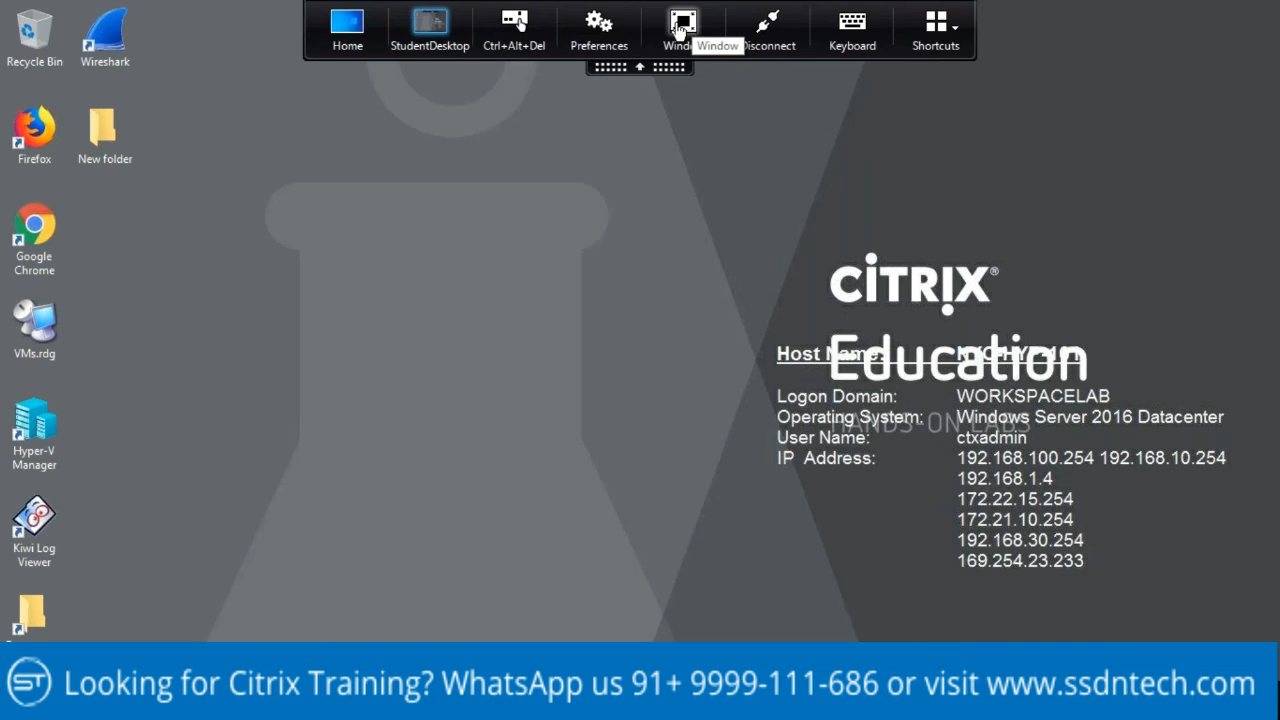 Home
StudentDesktop
Ctrl+Alt+Del
Preferences
Window
Disconnect
Keyboard
Shortcuts
Recycle Bin
Wireshark
Firefox
New folder
Google
Chrome
VMs.rdg
Hyper-V
Manager
Kiwi Log
Viewer
CİTRIX®
Education
HANDS-ON LABS
Host Name:
Logon Domain: WORKSPACELAB
Operating System: Windows Server 2016 Datacenter
User Name: ctxadmin
IP Address: 192.168.100.254 192.168.10.254
192.168.1.4
172.22.15.254
172.21.10.254
192.168.30.254
169.254.23.233
ST Looking for Citrix Training? WhatsApp us 91+ 9999-111-686 or visit www.ssdntech.com